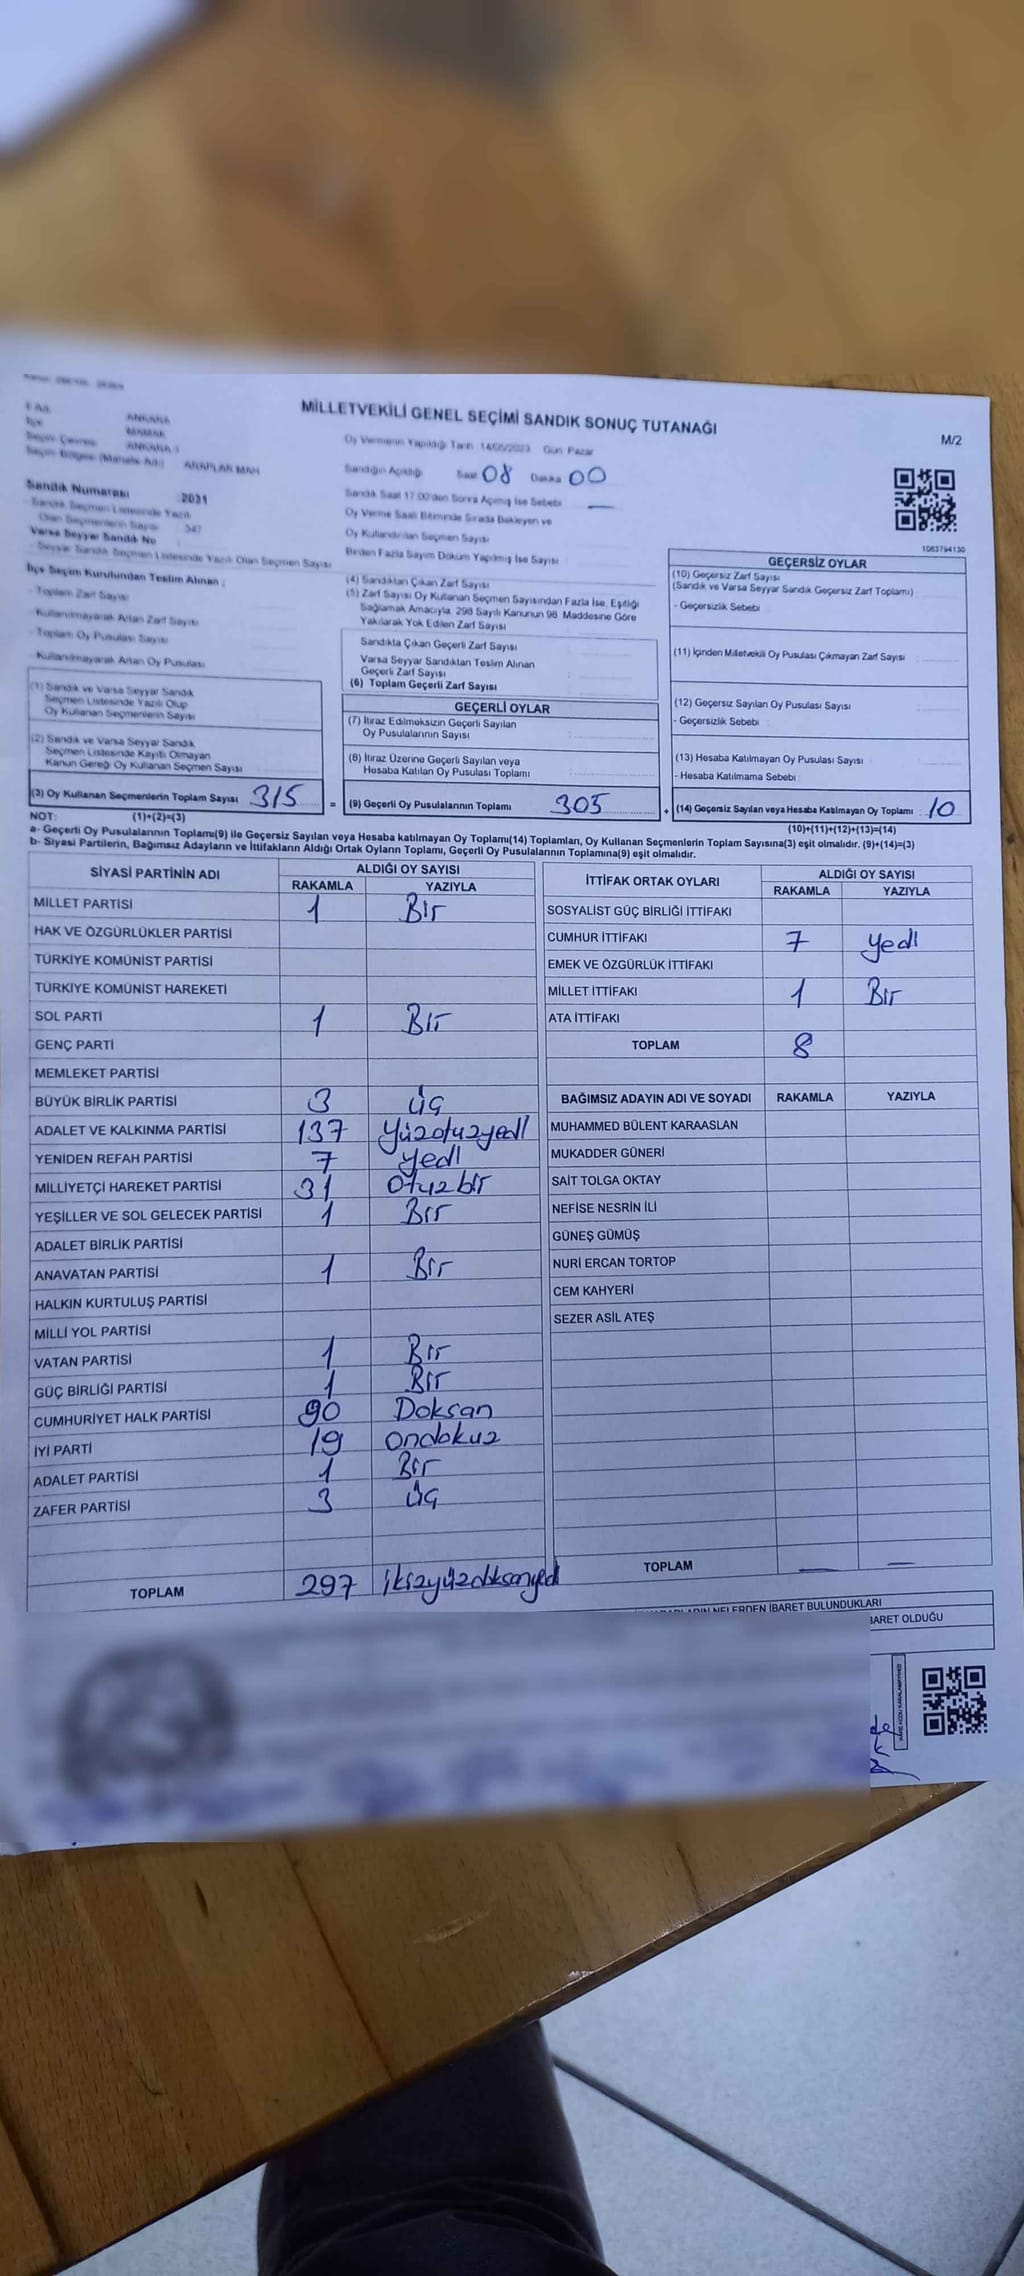 MİLLETVEKİLİ GENEL SEÇİMİ SANDIK SONUÇ TUTANAĞI
M/2
İli Adı ANKARA
İlçe MAMAK
Seçim Çevresi ANKARA-1
Seçim Bölgesi (Mahalle Adı) ARAPLAR MAH
Oy Vermenin Yapıldığı Tarih 14/05/2023 Gün Pazar
Sandığın Açıldığı Saat 08 Dakika 00
Sandık Saat 17:00'den Sonra Açılmış İse Sebebi —
Oy Verme Saati Bitiminde Sırada Bekleyen ve
Oy Kullandırılan Seçmen Sayısı
Birden Fazla Sayım Döküm Yapılmış İse Sayısı
Sandık Numarası : 2031
- Sandık Seçmen Listesinde Yazılı
Olan Seçmenlerin Sayısı 347
Varsa Seyyar Sandık No
- Seyyar Sandık Seçmen Listesinde Yazılı Olan Seçmen Sayısı
1083794130
İlçe Seçim Kurulundan Teslim Alınan :
- Toplam Zarf Sayısı
- Kullanılmayarak Artan Zarf Sayısı
- Toplam Oy Pusulası Sayısı
- Kullanılmayarak Artan Oy Pusulası
(1) Sandık ve Varsa Seyyar Sandık
Seçmen Listesinde Yazılı Olup
Oy Kullanan Seçmenlerin Sayısı
(2) Sandık ve Varsa Seyyar Sandık
Seçmen Listesinde Kayıtlı Olmayan
Kanun Gereği Oy Kullanan Seçmen Sayısı
(3) Oy Kullanan Seçmenlerin Toplam Sayısı 315
(4) Sandıktan Çıkan Zarf Sayısı
(5) Zarf Sayısı Oy Kullanan Seçmen Sayısından Fazla İse, Eşitliği
Sağlamak Amacıyla, 298 Sayılı Kanunun 98. Maddesine Göre
Yakılarak Yok Edilen Zarf Sayısı
Sandıkta Çıkan Geçerli Zarf Sayısı
Varsa Seyyar Sandıktan Teslim Alınan
Geçerli Zarf Sayısı
(6) Toplam Geçerli Zarf Sayısı
GEÇERLİ OYLAR
(7) İtiraz Edilmeksizin Geçerli Sayılan
Oy Pusulalarının Sayısı
(8) İtiraz Üzerine Geçerli Sayılan veya
Hesaba Katılan Oy Pusulası Toplamı
= (9) Geçerli Oy Pusulalarının Toplamı 305
GEÇERSİZ OYLAR
(10) Geçersiz Zarf Sayısı
(Sandık ve Varsa Seyyar Sandık Geçersiz Zarf Toplamı)
- Geçersizlik Sebebi
(11) İçinden Milletvekili Oy Pusulası Çıkmayan Zarf Sayısı
(12) Geçersiz Sayılan Oy Pusulası Sayısı
- Geçersizlik Sebebi
(13) Hesaba Katılmayan Oy Pusulası Sayısı
- Hesaba Katılmama Sebebi
+ (14) Geçersiz Sayılan veya Hesaba Katılmayan Oy Toplamı : 10
NOT: (1)+(2)=(3)
(10)+(11)+(12)+(13)=(14)
a- Geçerli Oy Pusulalarının Toplamı(9) ile Geçersiz Sayılan veya Hesaba katılmayan Oy Toplamı(14) Toplamları, Oy Kullanan Seçmenlerin Toplam Sayısına(3) eşit olmalıdır. (9)+(14)=(3)
b- Siyasi Partilerin, Bağımsız Adayların ve İttifakların Aldığı Ortak Oyların Toplamı, Geçerli Oy Pusulalarının Toplamına(9) eşit olmalıdır.
SİYASİ PARTİNİN ADI ALDIĞI OY SAYISI
RAKAMLA YAZIYLA
MİLLET PARTİSİ 1 Bir
HAK VE ÖZGÜRLÜKLER PARTİSİ
TÜRKİYE KOMÜNİST PARTİSİ
TÜRKİYE KOMÜNİST HAREKETİ
SOL PARTİ 1 Bir
GENÇ PARTİ
MEMLEKET PARTİSİ
BÜYÜK BİRLİK PARTİSİ 3 üç
ADALET VE KALKINMA PARTİSİ 137 Yüzotuzyedi
YENİDEN REFAH PARTİSİ 7 yedi
MİLLİYETÇİ HAREKET PARTİSİ 31 Otuzbir
YEŞİLLER VE SOL GELECEK PARTİSİ 1 Bir
ADALET BİRLİK PARTİSİ
ANAVATAN PARTİSİ 1 Bir
HALKIN KURTULUŞ PARTİSİ
MİLLİ YOL PARTİSİ
VATAN PARTİSİ 1 Bir
GÜÇ BİRLİĞİ PARTİSİ 1 Bir
CUMHURİYET HALK PARTİSİ 90 Doksan
İYİ PARTİ 19 ondokuz
ADALET PARTİSİ 1 Bir
ZAFER PARTİSİ 3 üç
TOPLAM 297 ikizyüzdoksanyedi
İTTİFAK ORTAK OYLARI ALDIĞI OY SAYISI
RAKAMLA YAZIYLA
SOSYALİST GÜÇ BİRLİĞİ İTTİFAKI
CUMHUR İTTİFAKI 7 yedi
EMEK VE ÖZGÜRLÜK İTTİFAKI
MİLLET İTTİFAKI 1 Bir
ATA İTTİFAKI
TOPLAM 8
BAĞIMSIZ ADAYIN ADI VE SOYADI RAKAMLA YAZIYLA
MUHAMMED BÜLENT KARAASLAN
MUKADDER GÜNERİ
SAİT TOLGA OKTAY
NEFİSE NESRİN İLİ
GÜNEŞ GÜMÜŞ
NURİ ERCAN TORTOP
CEM KAHYERİ
SEZER ASİL ATEŞ
TOPLAM — —
NELERDEN İBARET BULUNDUKLARI
İBARET OLDUĞU